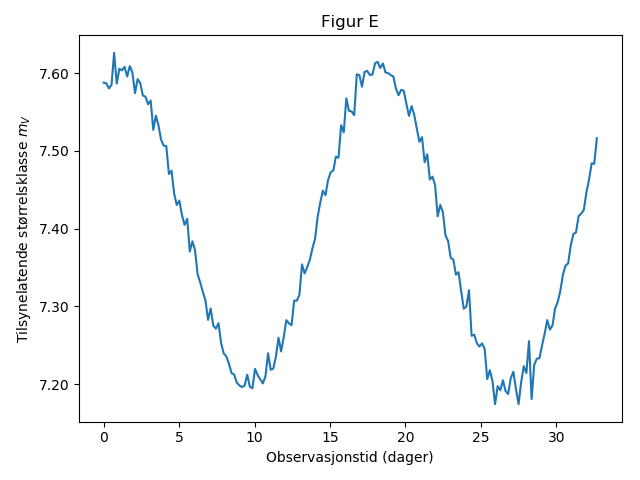 Figur E
Tilsynelatende størrelsklasse $m_V$
7.60
7.50
7.40
7.30
7.20
0 5 10 15 20 25 30
Observasjonstid (dager)